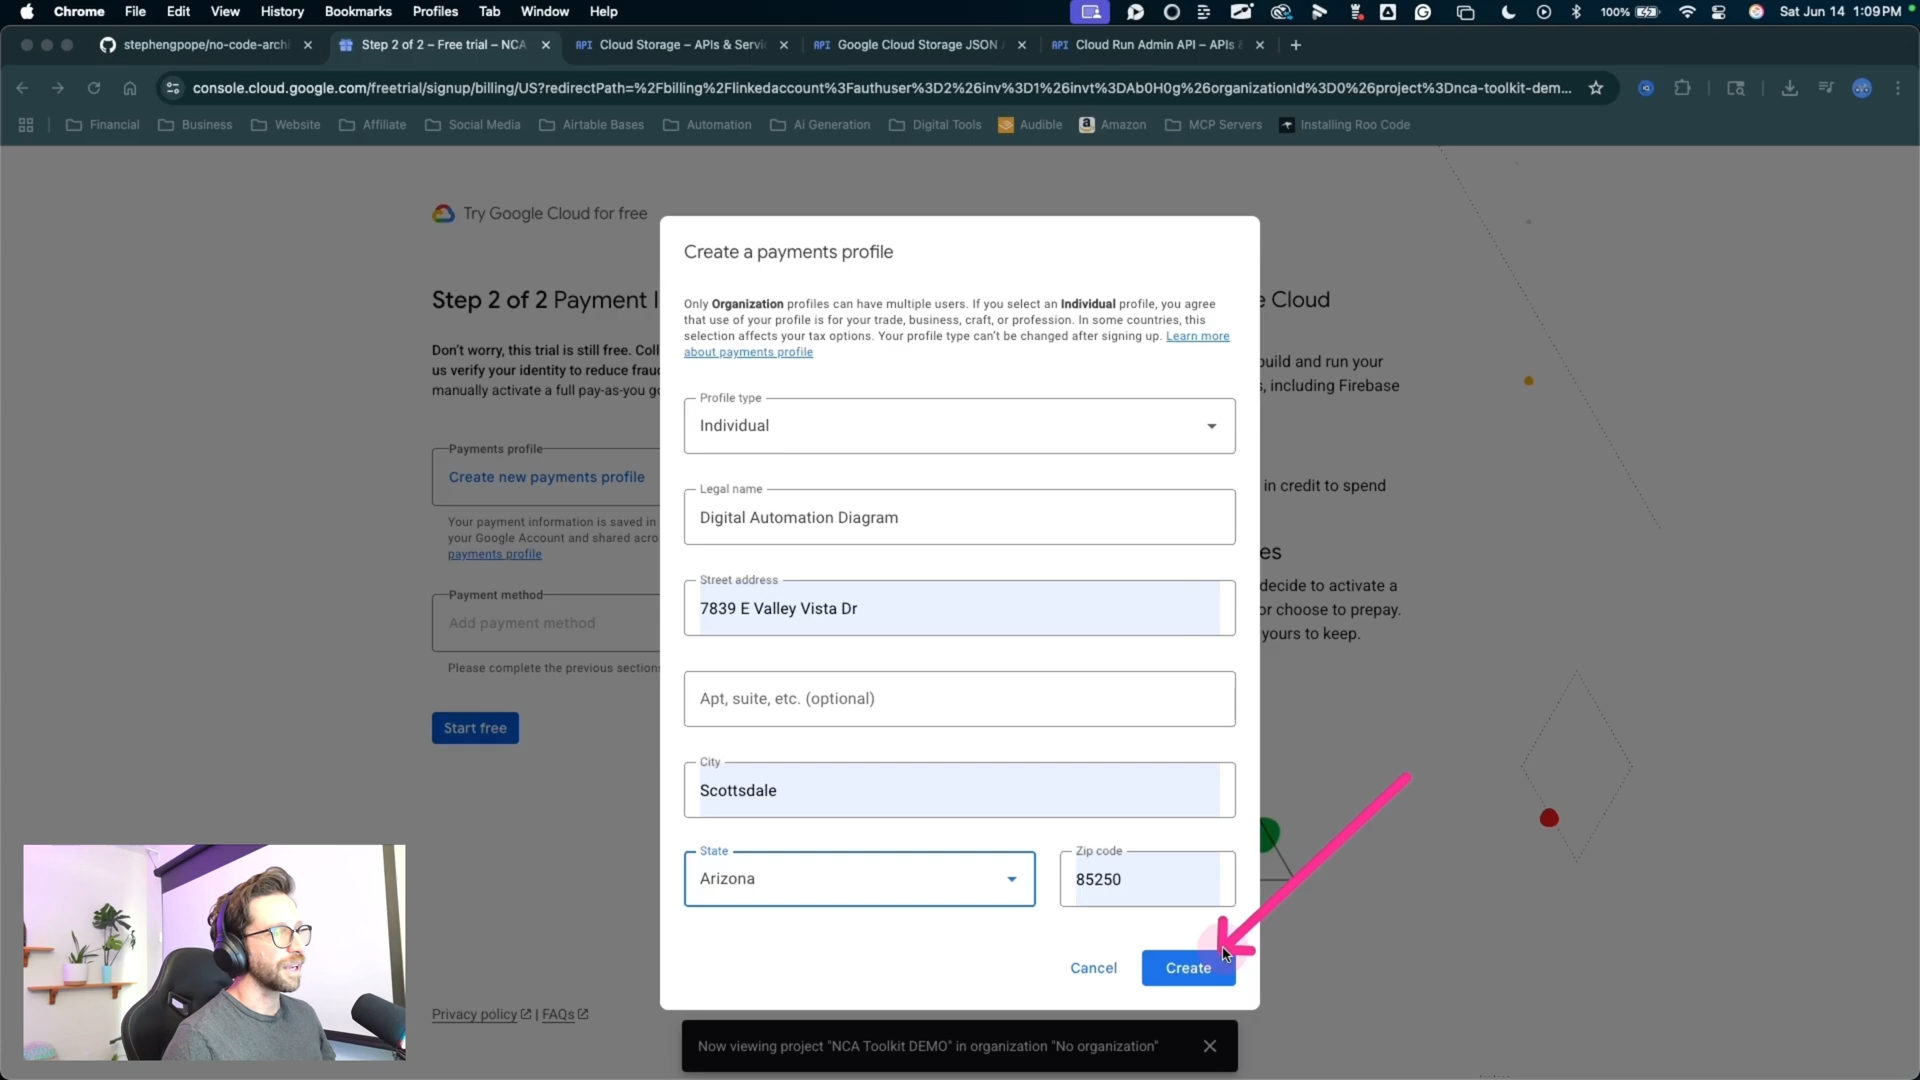 Chrome File Edit View History Bookmarks Profiles Tab Window Help 100% Sat Jun 14 1:09 PM
stephengpope/no-code-archi Step 2 of 2 – Free trial – NCA API Cloud Storage – APIs & Servic API Google Cloud Storage JSON API Cloud Run Admin API – APIs &
console.cloud.google.com/freetrial/signup/billing/US?redirectPath=%2Fbilling%2Flinkedaccount%3Fauthuser%3D2%26inv%3D1%26invt%3DAb0H0g%26organizationId%3D0%26project%3Dnca-toolkit-dem...
Financial Business Website Affiliate Social Media Airtable Bases Automation Ai Generation Digital Tools Audible Amazon MCP Servers Installing Roo Code
Try Google Cloud for free
Step 2 of 2 Payment I
Don't worry, this trial is still free. Coll
us verify your identity to reduce frau
manually activate a full pay-as-you go
Payments profile
Create new payments profile
Your payment information is saved in
your Google Account and shared acro
payments profile
Payment method
Add payment method
Please complete the previous sections
Start free
Privacy policy | FAQs
Create a payments profile
Only Organization profiles can have multiple users. If you select an Individual profile, you agree
that use of your profile is for your trade, business, craft, or profession. In some countries, this
selection affects your tax options. Your profile type can't be changed after signing up. Learn more
about payments profile
Profile type
Individual
Legal name
Digital Automation Diagram
Street address
7839 E Valley Vista Dr
Apt, suite, etc. (optional)
City
Scottsdale
State
Arizona
Zip code
85250
Cancel Create
Now viewing project "NCA Toolkit DEMO" in organization "No organization"
e Cloud
build and run your
s, including Firebase
in credit to spend
es
decide to activate a
or choose to prepay.
yours to keep.